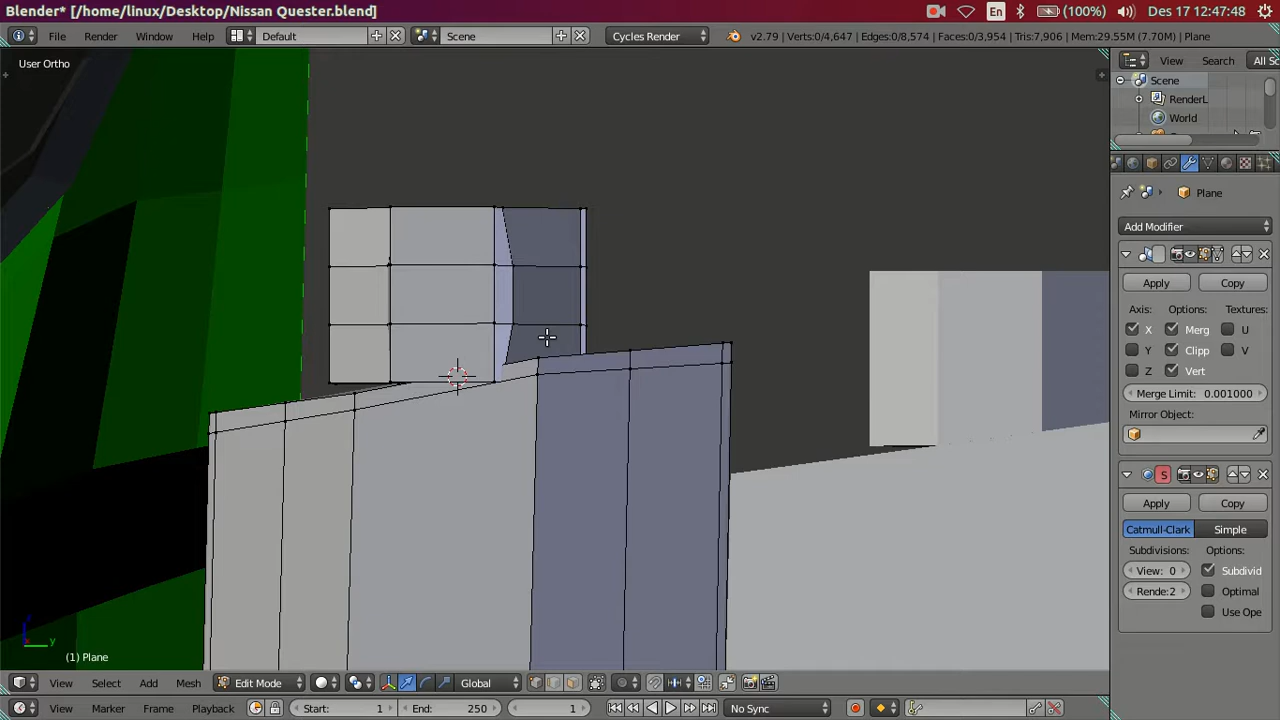 Blender* [/home/linux/Desktop/Nissan Quester.blend]
En (100%) Des 17 12:47:48
File Render Window Help Default Scene Cycles Render v2.79 | Verts:0/4,647 | Edges:0/8,574 | Faces:0/3,954 | Tris:7,906 | Mem:29.55M (7.70M) | Plane
User Ortho
View Search All Sc
Scene
RenderL
World
Plane
Add Modifier
Apply Copy
Axis: Options: Textures:
X Merg U
Y Clipp V
Z Vert
Merge Limit: 0.001000
Mirror Object:
S
Apply Copy
Catmull-Clark Simple
Subdivisions: Options:
View: 0 Subdivid
Rende:2 Optimal
Use Ope
z
y
(1) Plane
View Select Add Mesh Edit Mode Global
View Marker Frame Playback Start: 1 End: 250 1 No Sync